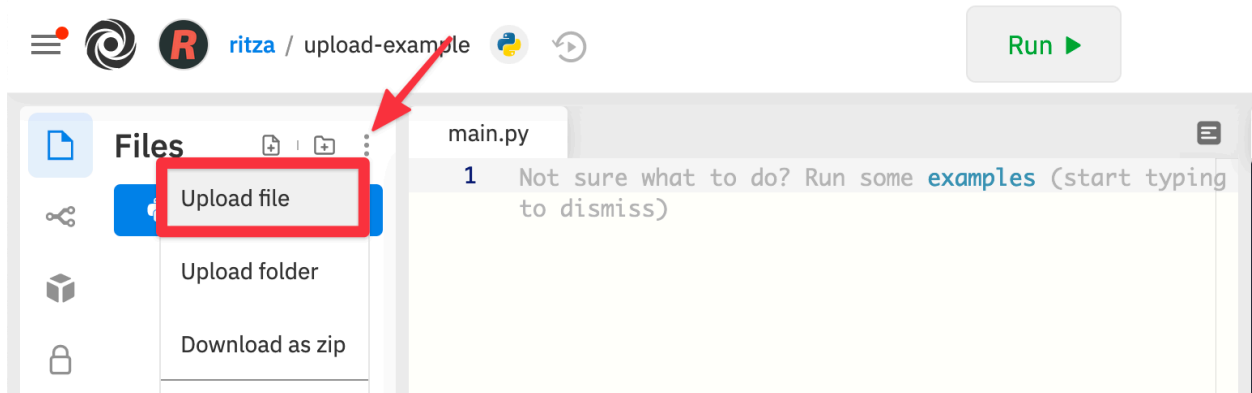 R ritza / upload-example
Run
Files
main.py
Upload file
Upload folder
Download as zip
1 Not sure what to do? Run some examples (start typing
to dismiss)